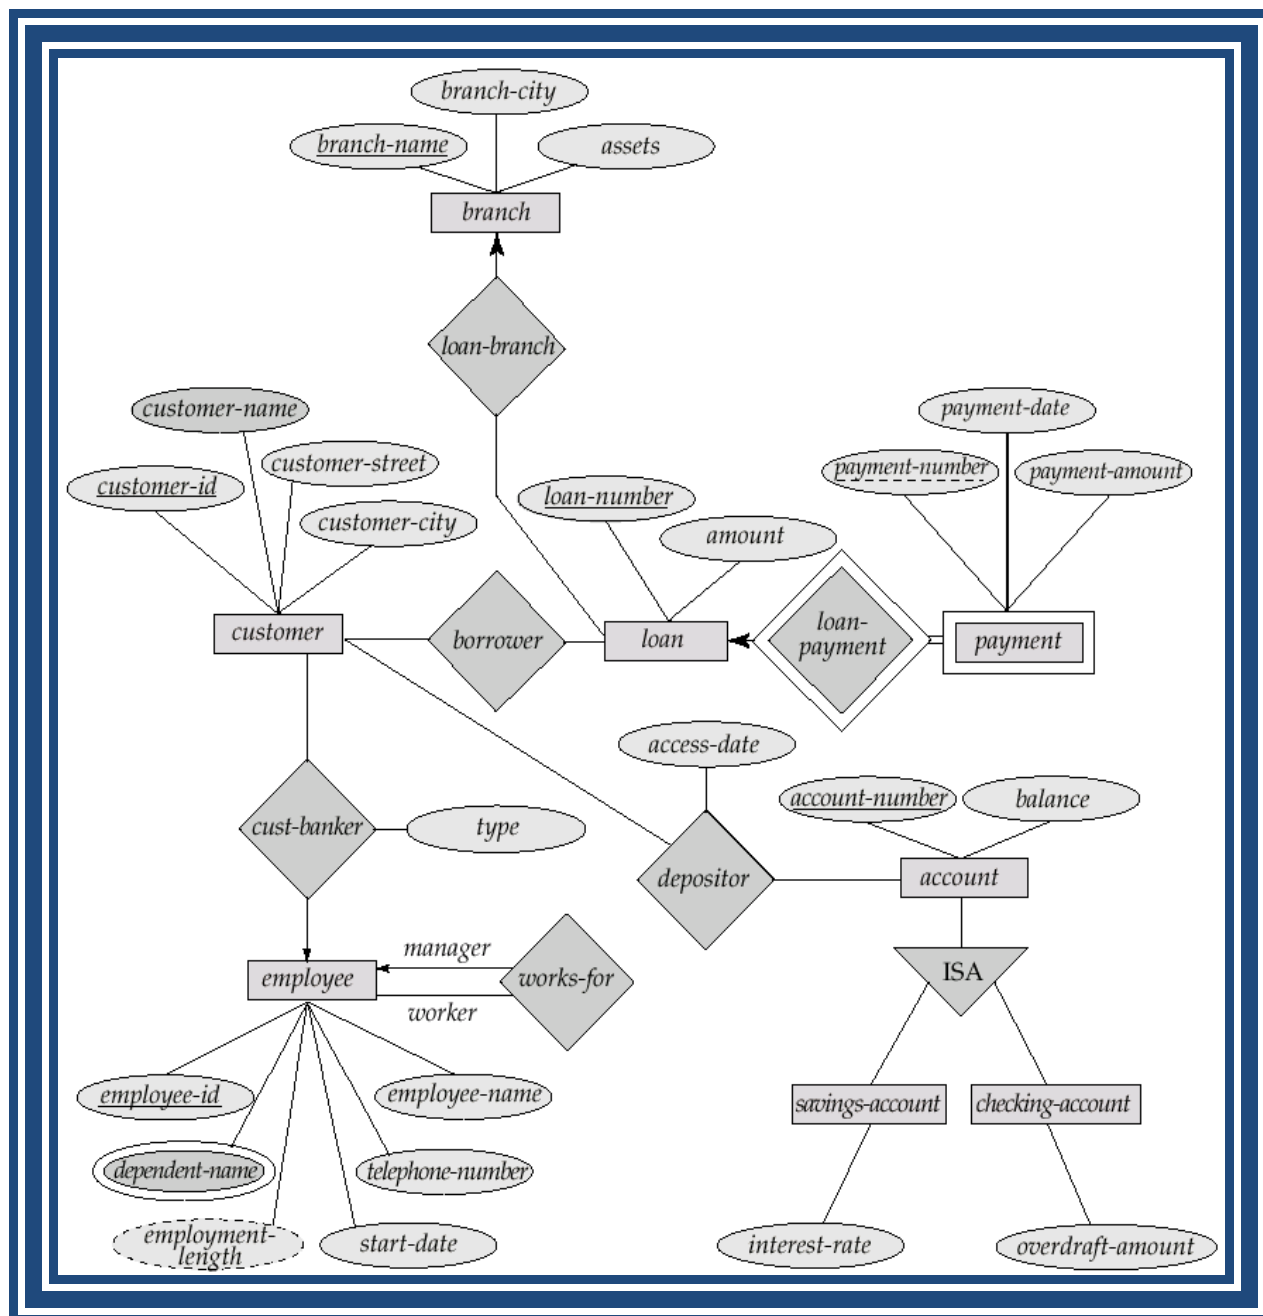 branch-city
branch-name
assets
branch
loan-branch
customer-name
payment-date
customer-street
payment-number
payment-amount
customer-id
loan-number
customer-city
amount
customer
borrower
loan
loan-
payment
payment
access-date
account-number
balance
cust-banker
type
depositor
account
manager
employee
works-for
worker
ISA
employee-id
employee-name
savings-account
checking-account
dependent-name
telephone-number
employment-
length
start-date
interest-rate
overdraft-amount